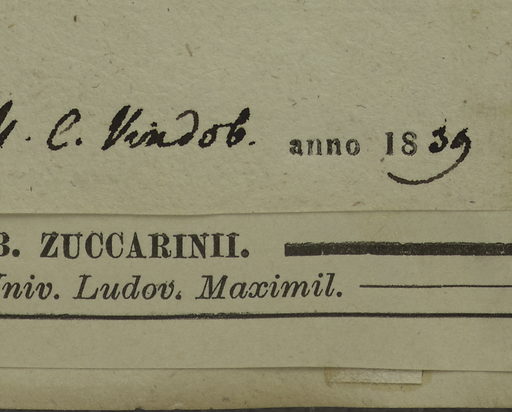 C. Vindob. anno 1839
B. ZUCCARINII.
Univ. Ludov. Maximil.